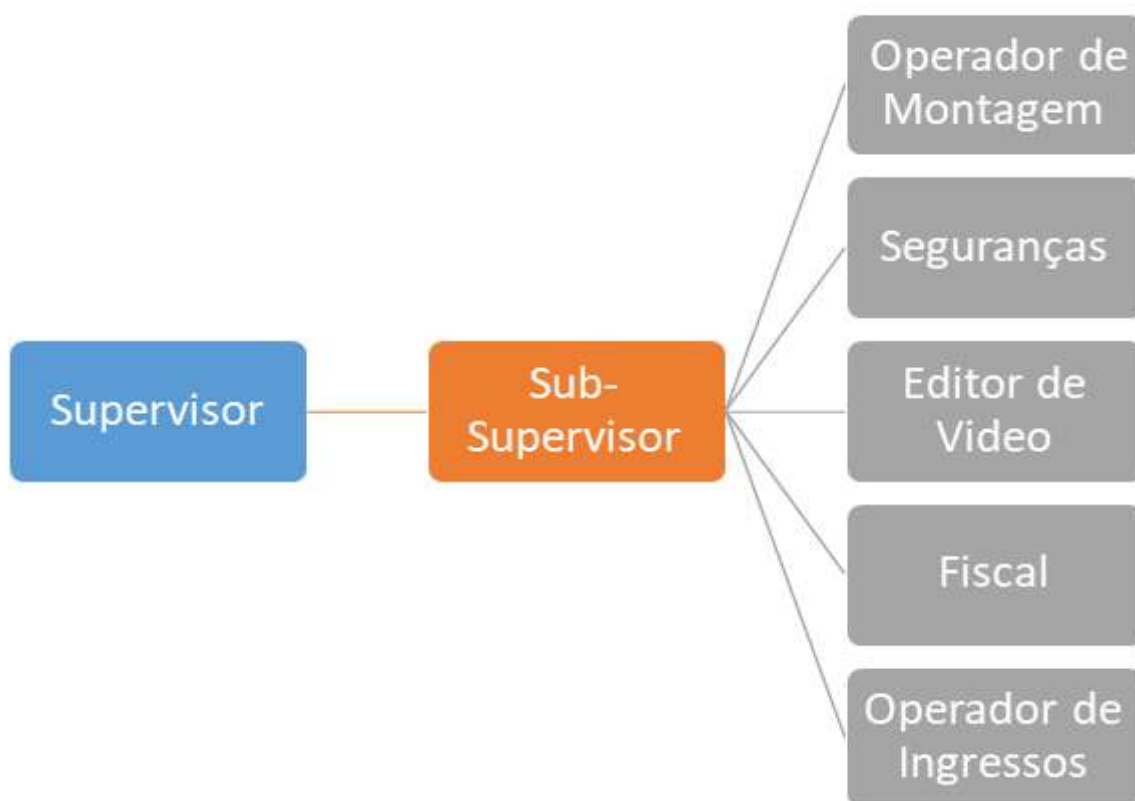 Supervisor
Sub-
Supervisor
Operador de
Montagem
Seguranças
Editor de
Video
Fiscal
Operador de
Ingressos